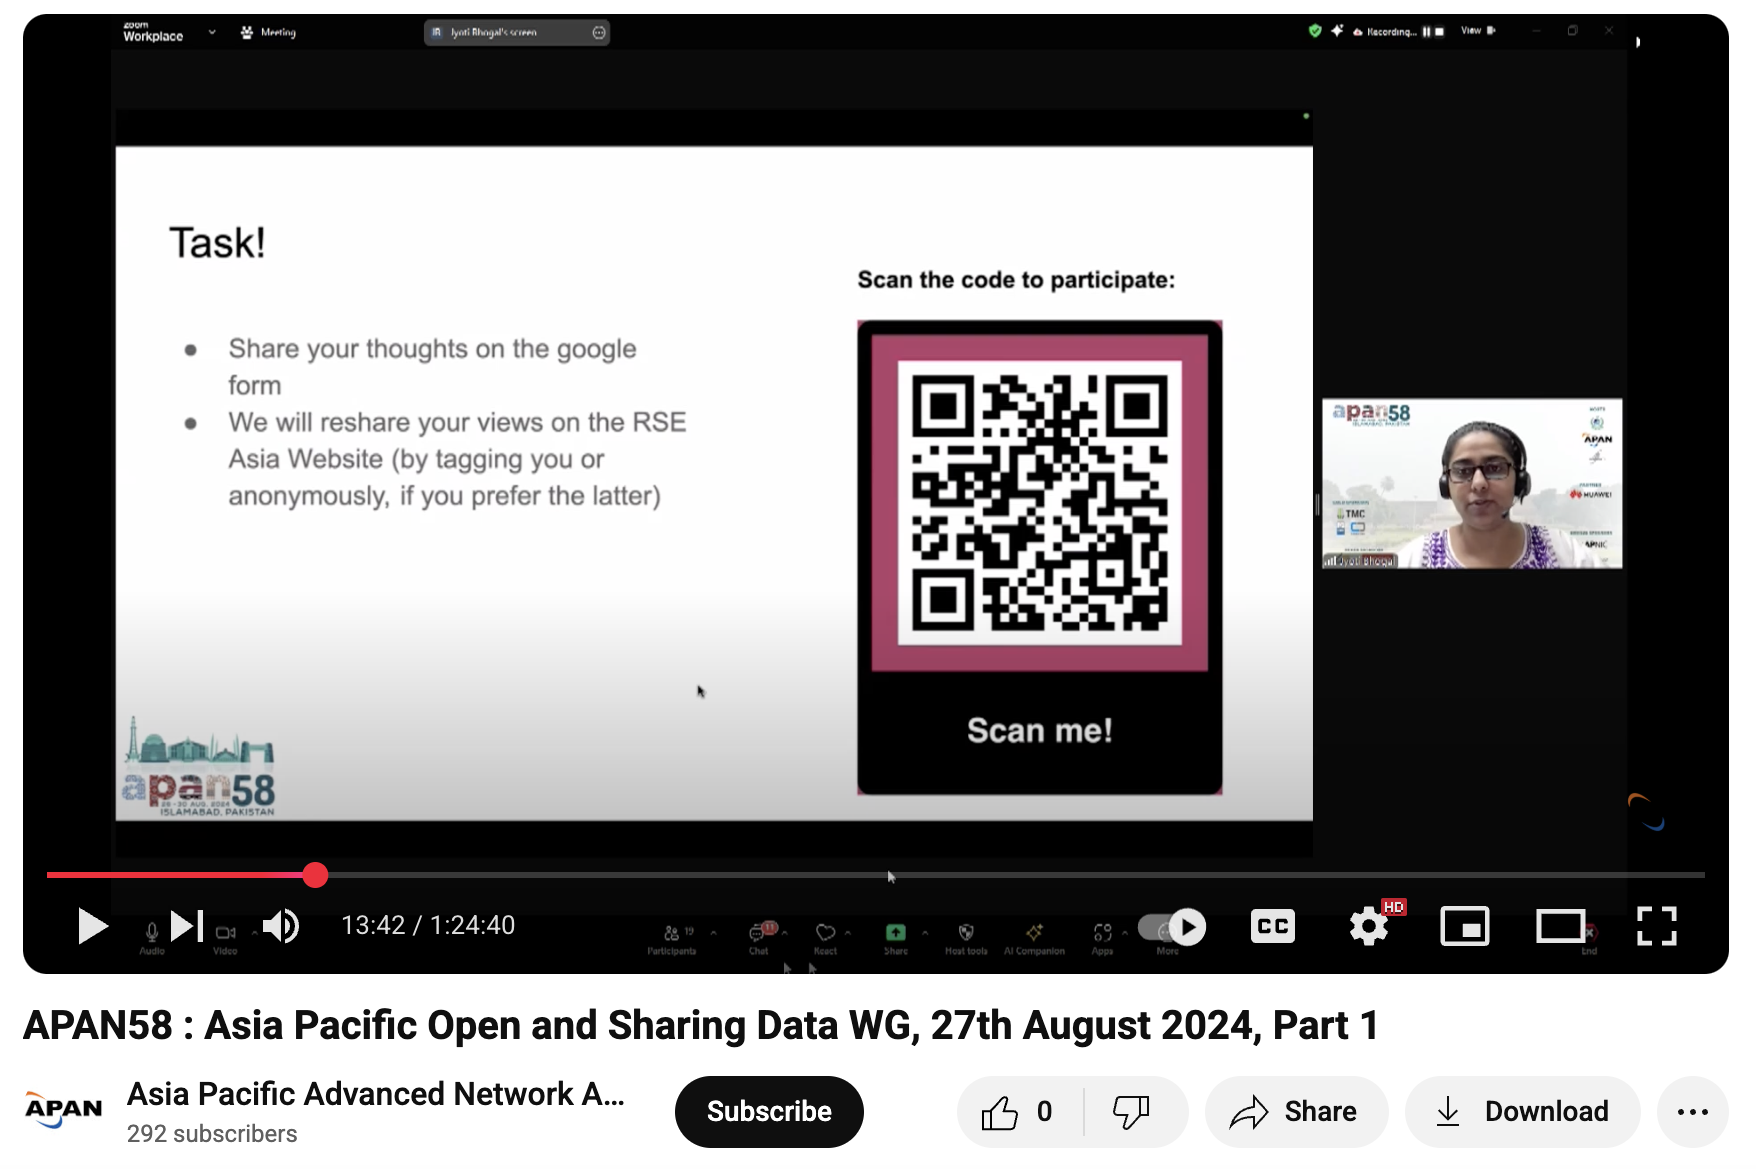 zoom
Workplace
Meeting
Jyoti Bhogal's screen
Recording...
View
Task!
Scan the code to participate:
● Share your thoughts on the google
form
● We will reshare your views on the RSE
Asia Website (by tagging you or
anonymously, if you prefer the latter)
Scan me!
apan58
26-30 AUG, 2024
ISLAMABAD, PAKISTAN
apan58
ISLAMABAD, PAKISTAN
APAN
HUAWEI
TMC
APNIC
Jyoti Bhogal
13:42 / 1:24:40
CC
HD
Audio
Video
Participants
19
Chat
11
React
Share
Host tools
AI Companion
Apps
More
End
APAN58 : Asia Pacific Open and Sharing Data WG, 27th August 2024, Part 1
APAN
Asia Pacific Advanced Network A...
292 subscribers
Subscribe
0
Share
Download